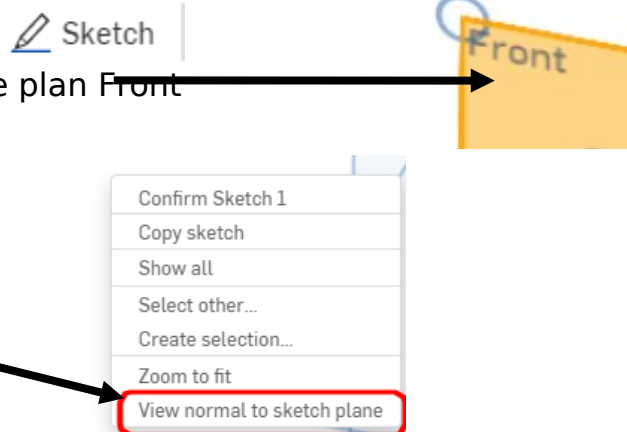 Sketch
Front
plan Front
Confirm Sketch 1
Copy sketch
Show all
Select other...
Create selection...
Zoom to fit
View normal to sketch plane